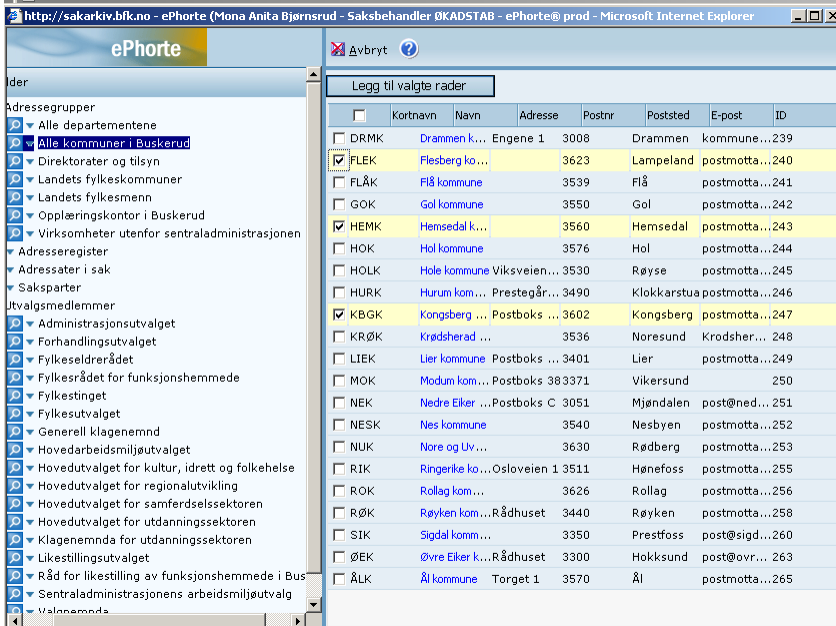 http://sakarkiv.bfk.no - ePhorte (Mona Anita Bjørnsrud - Saksbehandler ØKADSTAB - ePhorte® prod - Microsoft Internet Explorer
ePhorte
Avbryt
lder
Adressegrupper
Alle departementene
Alle kommuner i Buskerud
Direktorater og tilsyn
Landets fylkeskommuner
Landets fylkesmenn
Opplæringskontor i Buskerud
Virksomheter utenfor sentraladministrasjonen
Adresseregister
Adressater i sak
Saksparter
Utvalgsmedlemmer
Administrasjonsutvalget
Forhandlingsutvalget
Fylkeseldrerådet
Fylkesrådet for funksjonshemmede
Fylkestinget
Fylkesutvalget
Generell klagenemnd
Hovedarbeidsmiljøutvalget
Hovedutvalget for kultur, idrett og folkehelse
Hovedutvalget for regionalutvikling
Hovedutvalget for samferdselssektoren
Hovedutvalget for utdanningssektoren
Klagenemnda for utdanningssektoren
Likestillingsutvalget
Råd for likestilling av funksjonshemmede i Bus
Sentraladministrasjonens arbeidsmiljøutvalg
Valgnemnda
Legg til valgte rader
Kortnavn Navn Adresse Postnr Poststed E-post ID
DRMK Drammen k... Engene 1 3008 Drammen kommune... 239
FLEK Flesberg ko... 3623 Lampeland postmotta... 240
FLÅK Flå kommune 3539 Flå postmotta... 241
GOK Gol kommune 3550 Gol postmotta... 242
HEMK Hemsedal k... 3560 Hemsedal postmotta... 243
HOK Hol kommune 3576 Hol postmotta... 244
HOLK Hole kommune Viksveien... 3530 Røyse postmotta... 245
HURK Hurum kom... Prestegår... 3490 Klokkarstua postmotta... 246
KBGK Kongsberg ... Postboks ... 3602 Kongsberg postmotta... 247
KRØK Krødsherad ... 3536 Noresund Krodsher... 248
LIEK Lier kommune Postboks ... 3401 Lier postmotta... 249
MOK Modum kom... Postboks 38 3371 Vikersund 250
NEK Nedre Eiker ... Postboks C 3051 Mjøndalen post@ned... 251
NESK Nes kommune 3540 Nesbyen postmotta... 252
NUK Nore og Uv... 3630 Rødberg postmotta... 253
RIK Ringerike ko... Osloveien 1 3511 Hønefoss postmotta... 255
ROK Rollag kom... 3626 Rollag postmotta... 256
RØK Røyken kom... Rådhuset 3440 Røyken postmotta... 258
SIK Sigdal komm... 3350 Prestfoss post@sigd... 260
ØEK Øvre Eiker k... Rådhuset 3300 Hokksund post@ovr... 263
ÅLK Ål kommune Torget 1 3570 Ål postmotta... 265